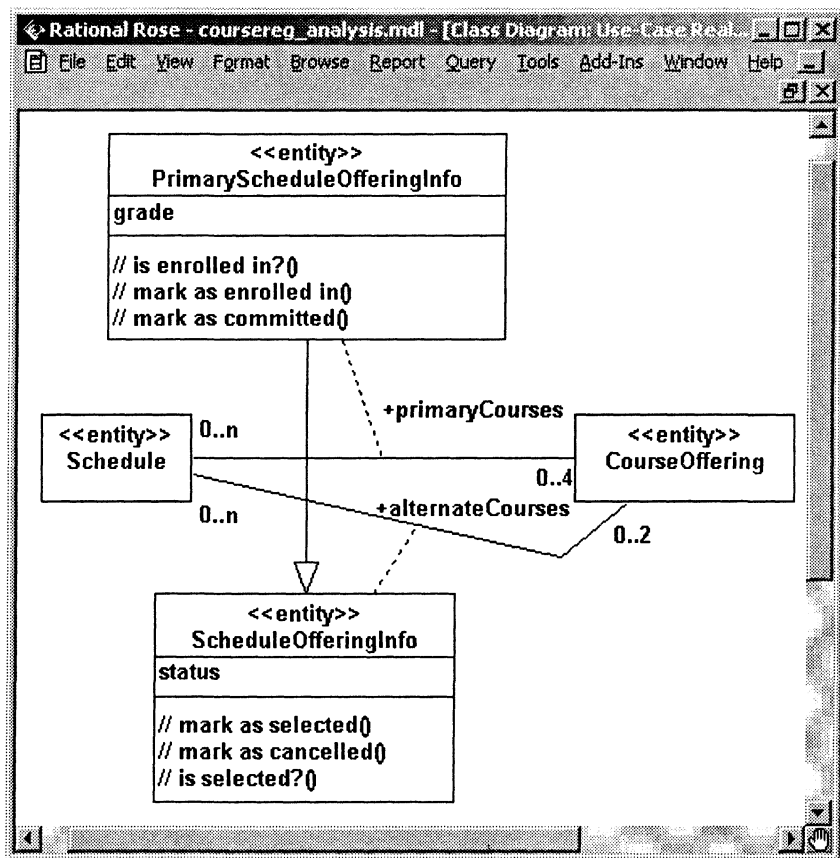 Rational Rose - coursereg_analysis.mdl - [Class Diagram: Use-Case Real...
File Edit View Format Browse Report Query Tools Add-Ins Window Help
<<entity>>
PrimaryScheduleOfferingInfo
grade
// is enrolled in?()
// mark as enrolled in()
// mark as committed()
+primaryCourses
<<entity>>
Schedule
0..n
<<entity>>
CourseOffering
0..4
+alternateCourses
0..n
0..2
<<entity>>
ScheduleOfferingInfo
status
// mark as selected()
// mark as cancelled()
// is selected?()